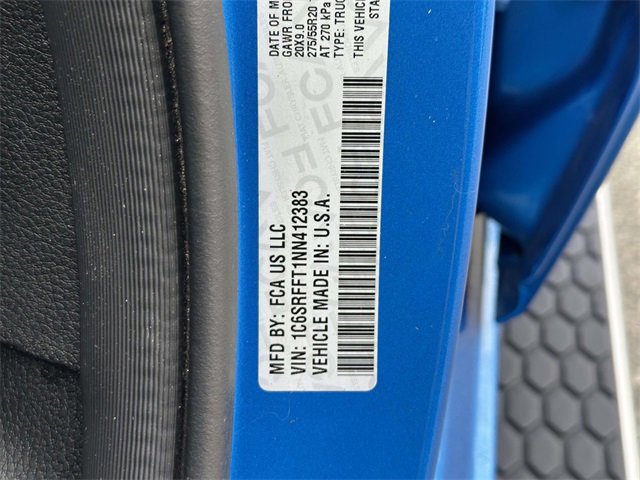 DATE OF M
GAWR FRO
20X9.0
275/55R20
AT 270 kPa
TYPE: TRUC
THIS VEHICL
STA
MFD BY: FCA US LLC
VIN: 1C6SRFFT1NN412383
VEHICLE MADE IN: U.S.A.